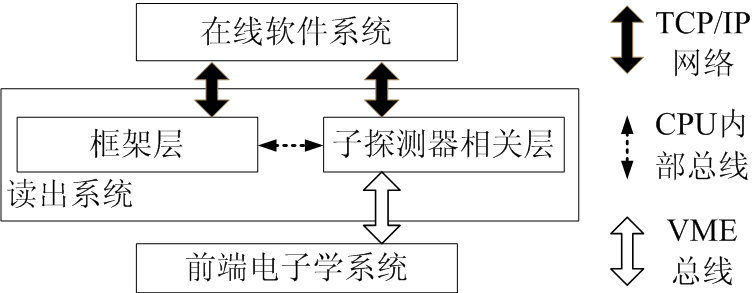 在线软件系统
框架层
子探测器相关层
读出系统
前端电子学系统
TCP/IP
网络
CPU内
部总线
VME
总线